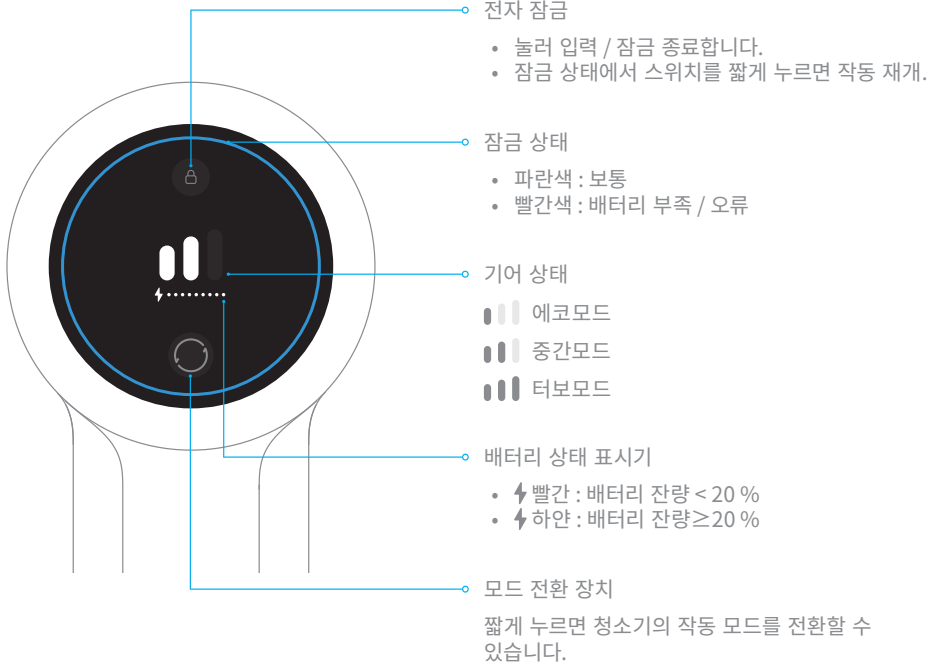 전자 잠금
• 눌러 입력 / 잠금 종료합니다.
• 잠금 상태에서 스위치를 짧게 누르면 작동 재개.
잠금 상태
• 파란색 : 보통
• 빨간색 : 배터리 부족 / 오류
기어 상태
에코모드
중간모드
터보모드
배터리 상태 표시기
• 빨간 : 배터리 잔량 < 20 %
• 하얀 : 배터리 잔량≥20 %
모드 전환 장치
짧게 누르면 청소기의 작동 모드를 전환할 수
있습니다.